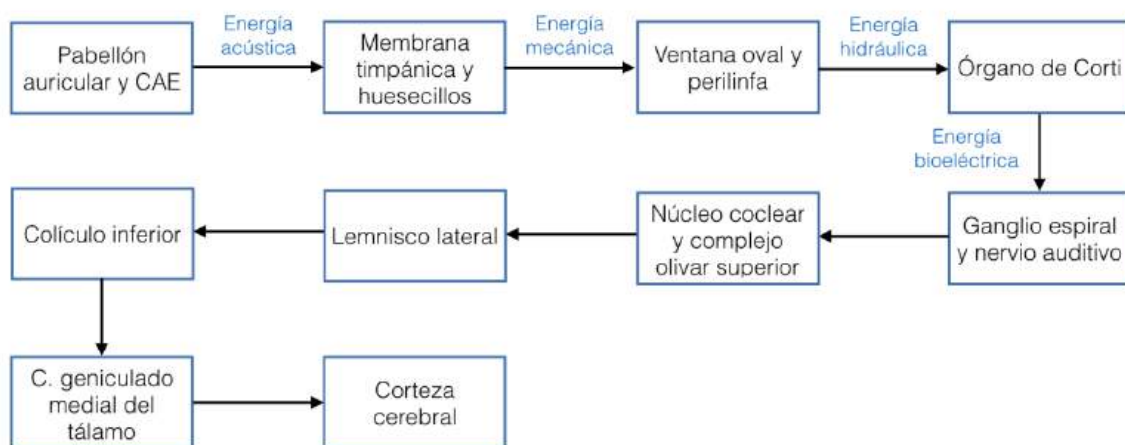 Pabellón
auricular y CAE
Energía
acústica
Membrana
timpánica y
huesecillos
Energía
mecánica
Ventana oval y
perilinfa
Energía
hidráulica
Órgano de Corti
Energía
bioeléctrica
Ganglio espiral
y nervio auditivo
Núcleo coclear
y complejo
olivar superior
Lemnisco lateral
Colículo inferior
C. geniculado
medial del
tálamo
Corteza
cerebral